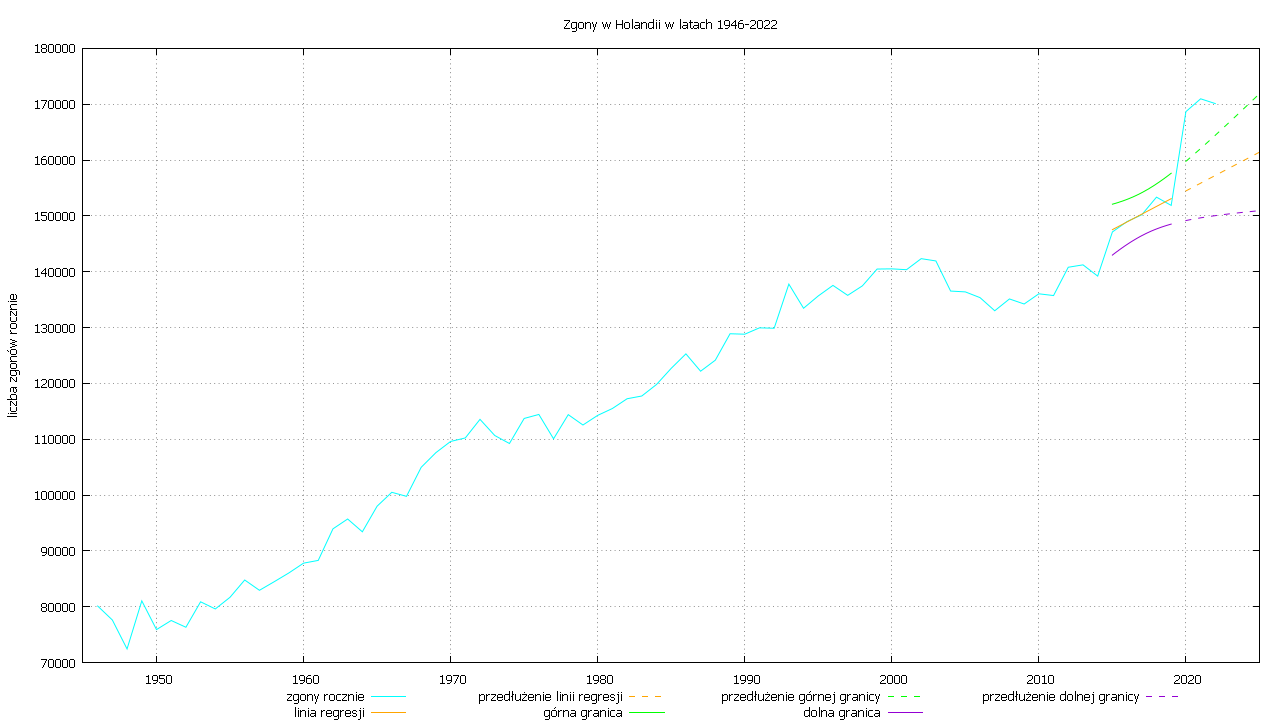 Zgony w Holandii w latach 1946-2022
180000
170000
160000
150000
140000
130000
120000
110000
100000
90000
80000
70000
liczba zgonów rocznie
1950 1960 1970 1980 1990 2000 2010 2020
zgony rocznie przedłużenie linii regresji przedłużenie górnej granicy przedłużenie dolnej granicy
linia regresji górna granica dolna granica